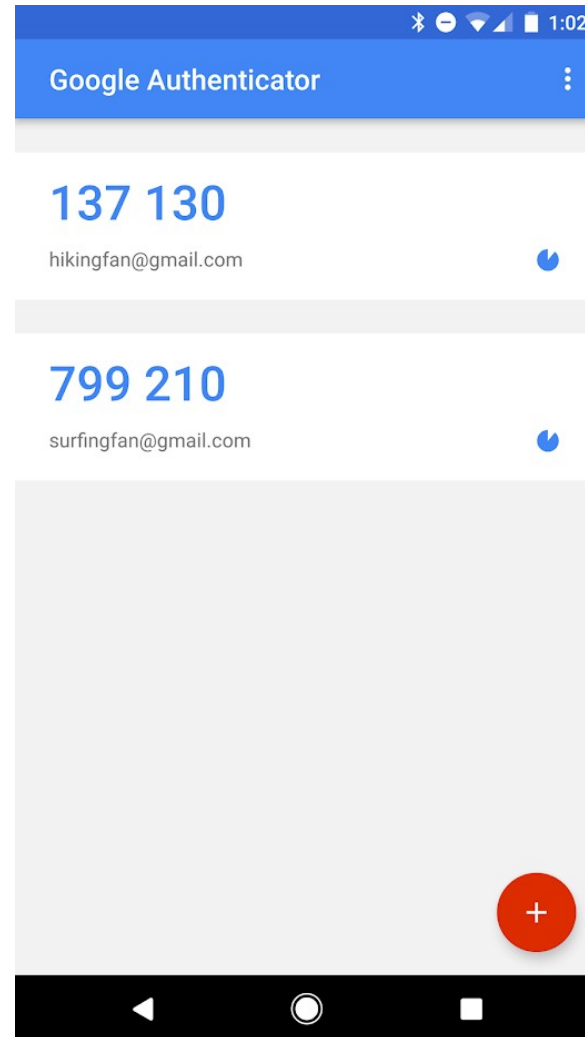 1:02
Google Authenticator
137 130
hikingfan@gmail.com
799 210
surfingfan@gmail.com
+